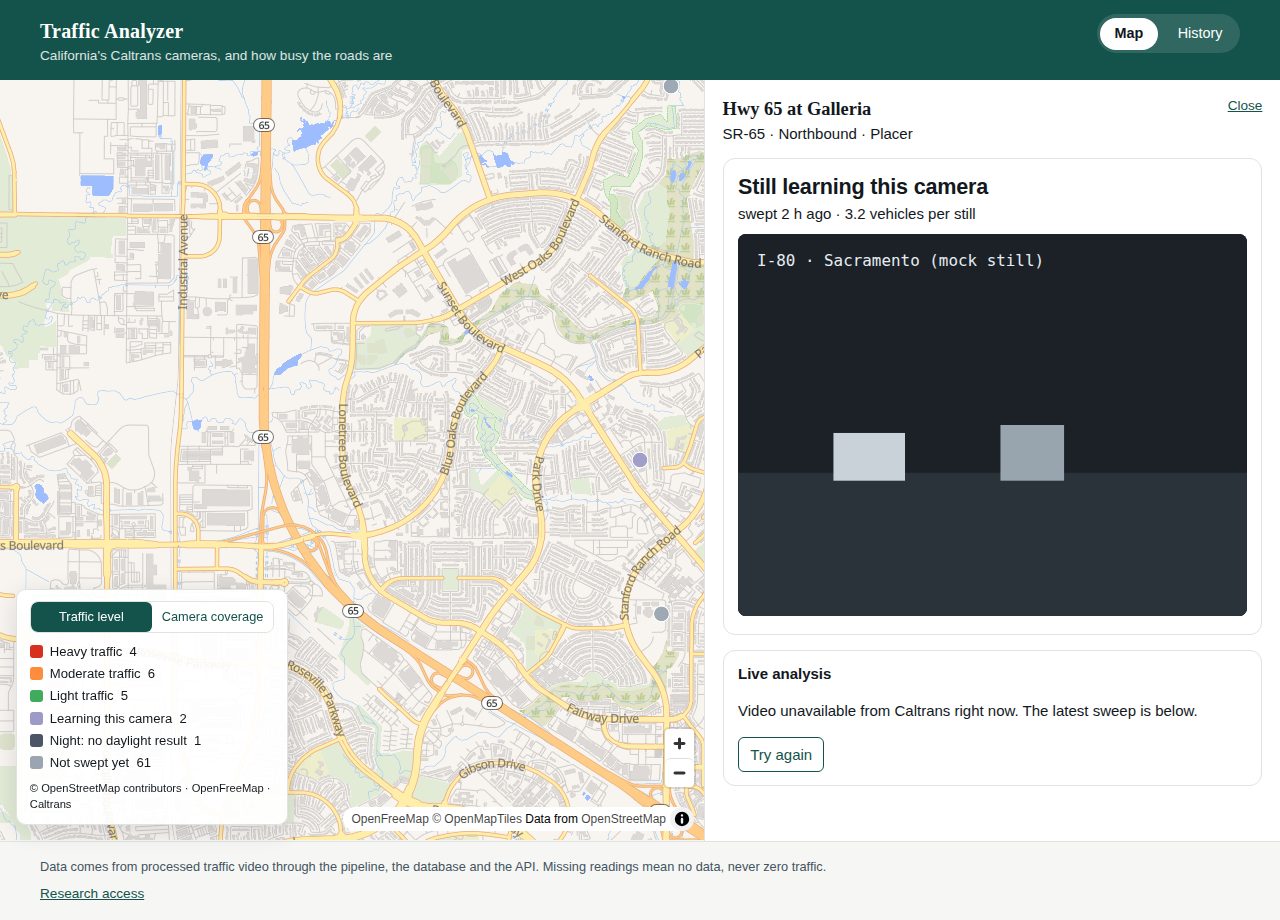 Traffic Analyzer
California's Caltrans cameras, and how busy the roads are
Map
History
Boulevard
65
65
Industrial Avenue
Stanford Ranch Road
West Oaks Boulevard
Sunset Boulevard
Lonetree Boulevard
Blue Oaks Boulevard
Park Drive
65
s Boulevard
Stanford Ranch Road
65
Roseville Parkway
65
Fairway Drive
Gibson Drive
Traffic level
Camera coverage
Heavy traffic 4
Moderate traffic 6
Light traffic 5
Learning this camera 2
Night: no daylight result 1
Not swept yet 61
© OpenStreetMap contributors · OpenFreeMap ·
Caltrans
OpenFreeMap © OpenMapTiles Data from OpenStreetMap
Hwy 65 at Galleria
Close
SR-65 · Northbound · Placer
Still learning this camera
swept 2 h ago · 3.2 vehicles per still
I-80 · Sacramento (mock still)
Live analysis
Video unavailable from Caltrans right now. The latest sweep is below.
Try again
Data comes from processed traffic video through the pipeline, the database and the API. Missing readings mean no data, never zero traffic.
Research access